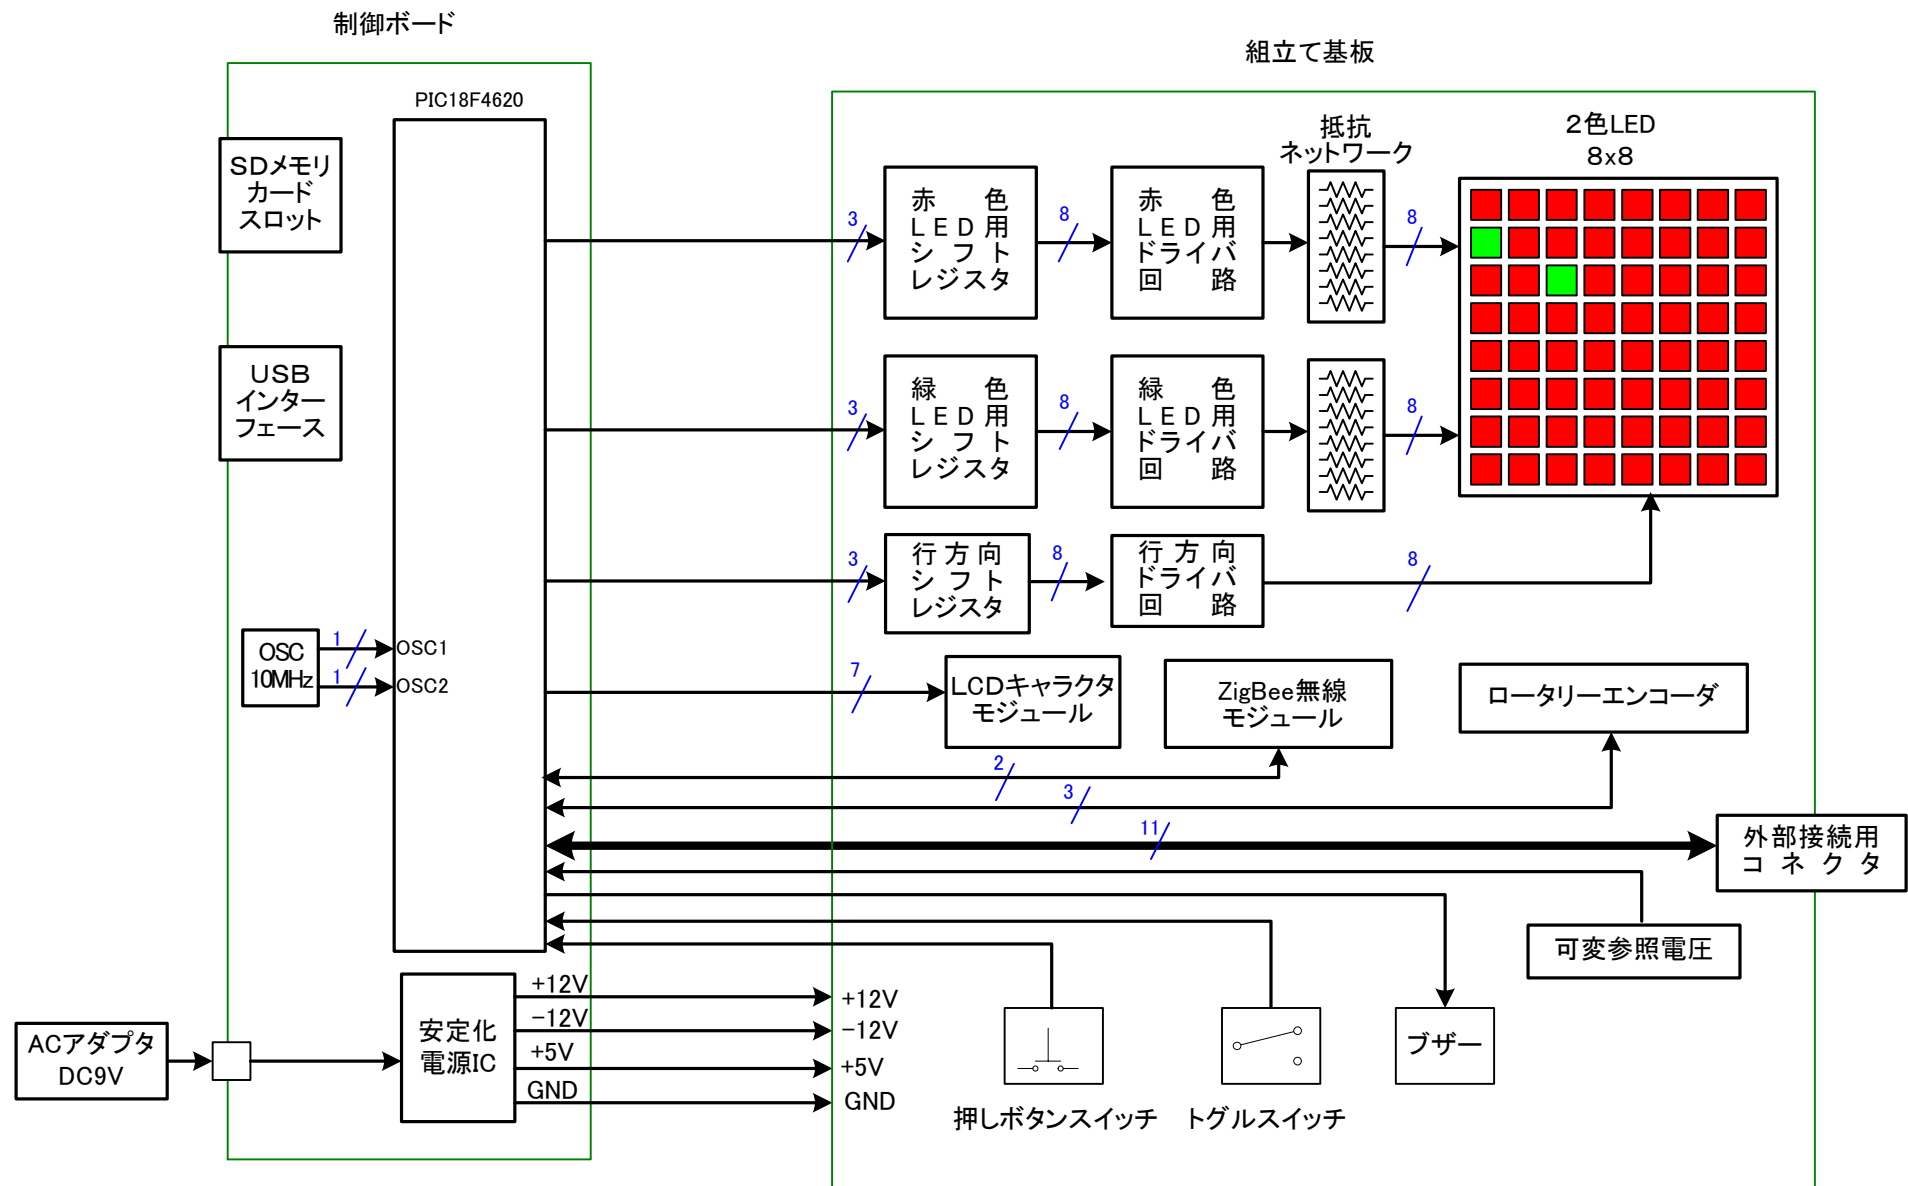 制御ボード
組立て基板
PIC18F4620
SDメモリ
カード
スロット
USB
インター
フェース
OSC
10MHz
1
1
OSC1
OSC2
3
赤色
LED用
シフト
レジスタ
8
赤色
LED用
ドライバ
回路
抵抗
ネットワーク
8
2色LED
8x8
3
緑色
LED用
シフト
レジスタ
8
緑色
LED用
ドライバ
回路
8
3
行方向
シフト
レジスタ
8
行方向
ドライバ
回路
8
7
LCDキャラクタ
モジュール
ZigBee無線
モジュール
ロータリーエンコーダ
2
3
11
外部接続用
コネクタ
可変参照電圧
ACアダプタ
DC9V
安定化
電源IC
+12V
-12V
+5V
GND
+12V
-12V
+5V
GND
押しボタンスイッチ
トグルスイッチ
ブザー